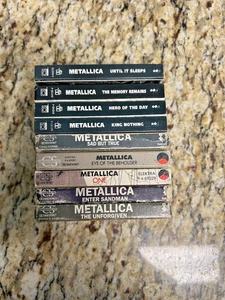 METALLICA UNTIL IT SLEEPS
METALLICA THE MEMORY REMAINS
METALLICA HERO OF THE DAY
METALLICA KING NOTHING
METALLICA
SAD BUT TRUE
METALLICA
EYE OF THE BEHOLDER
METALLICA
ONE
ELEKTRA
METALLICA
ENTER SANDMAN
METALLICA
THE UNFORGIVEN